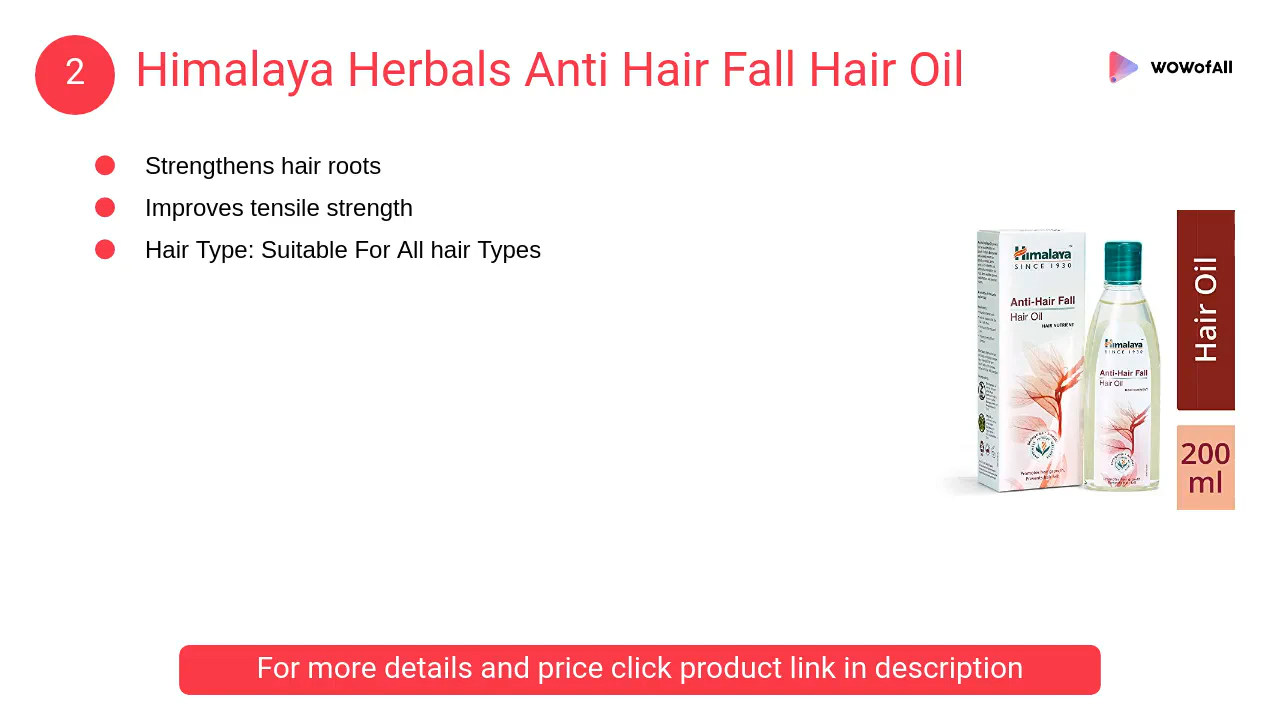 2
Himalaya Herbals Anti Hair Fall Hair Oil
WOWofAll
Strengthens hair roots
Improves tensile strength
Hair Type: Suitable For All hair Types
Himalaya
SINCE 1930
Anti-Hair Fall
Hair Oil
HAIR NUTRIENT
Himalaya
SINCE 1930
Anti-Hair Fall
Hair Oil
Hair Oil
200
ml
For more details and price click product link in description